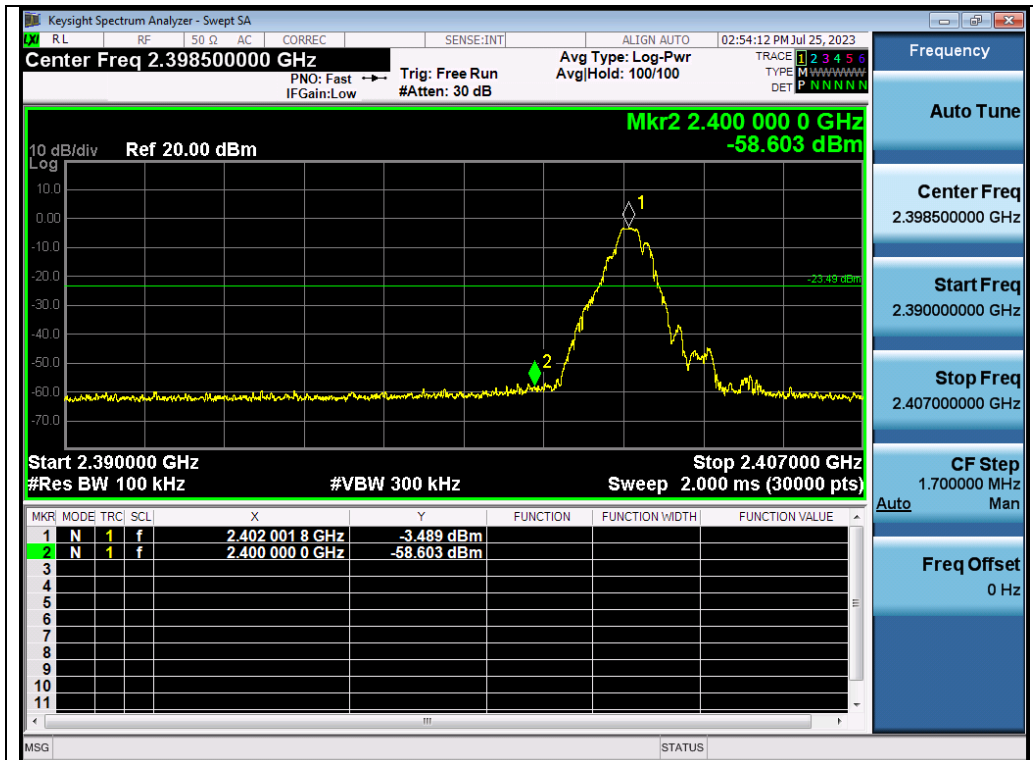 Keysight Spectrum Analyzer - Swept SA
LXI RL RF 50 Ω AC CORREC SENSE:INT ALIGN AUTO 02:54:12 PM Jul 25, 2023
Center Freq 2.398500000 GHz
PNO: Fast
IFGain:Low
Trig: Free Run
#Atten: 30 dB
Avg Type: Log-Pwr
Avg|Hold: 100/100
TRACE 1 2 3 4 5 6
TYPE M WWWWW
DET P N N N N N
Mkr2 2.400 000 0 GHz
-58.603 dBm
10 dB/div Ref 20.00 dBm
Log
10.0
0.00
-10.0
-20.0
-30.0
-40.0
-50.0
-60.0
-70.0
1
-23.49 dBm
2
Start 2.390000 GHz Stop 2.407000 GHz
#Res BW 100 kHz #VBW 300 kHz Sweep 2.000 ms (30000 pts)
MKR MODE TRC SCL X Y FUNCTION FUNCTION WIDTH FUNCTION VALUE
1 N 1 f 2.402 001 8 GHz -3.489 dBm
2 N 1 f 2.400 000 0 GHz -58.603 dBm
3
4
5
6
7
8
9
10
11
MSG STATUS
Frequency
Auto Tune
Center Freq
2.398500000 GHz
Start Freq
2.390000000 GHz
Stop Freq
2.407000000 GHz
CF Step
1.700000 MHz
Auto Man
Freq Offset
0 Hz